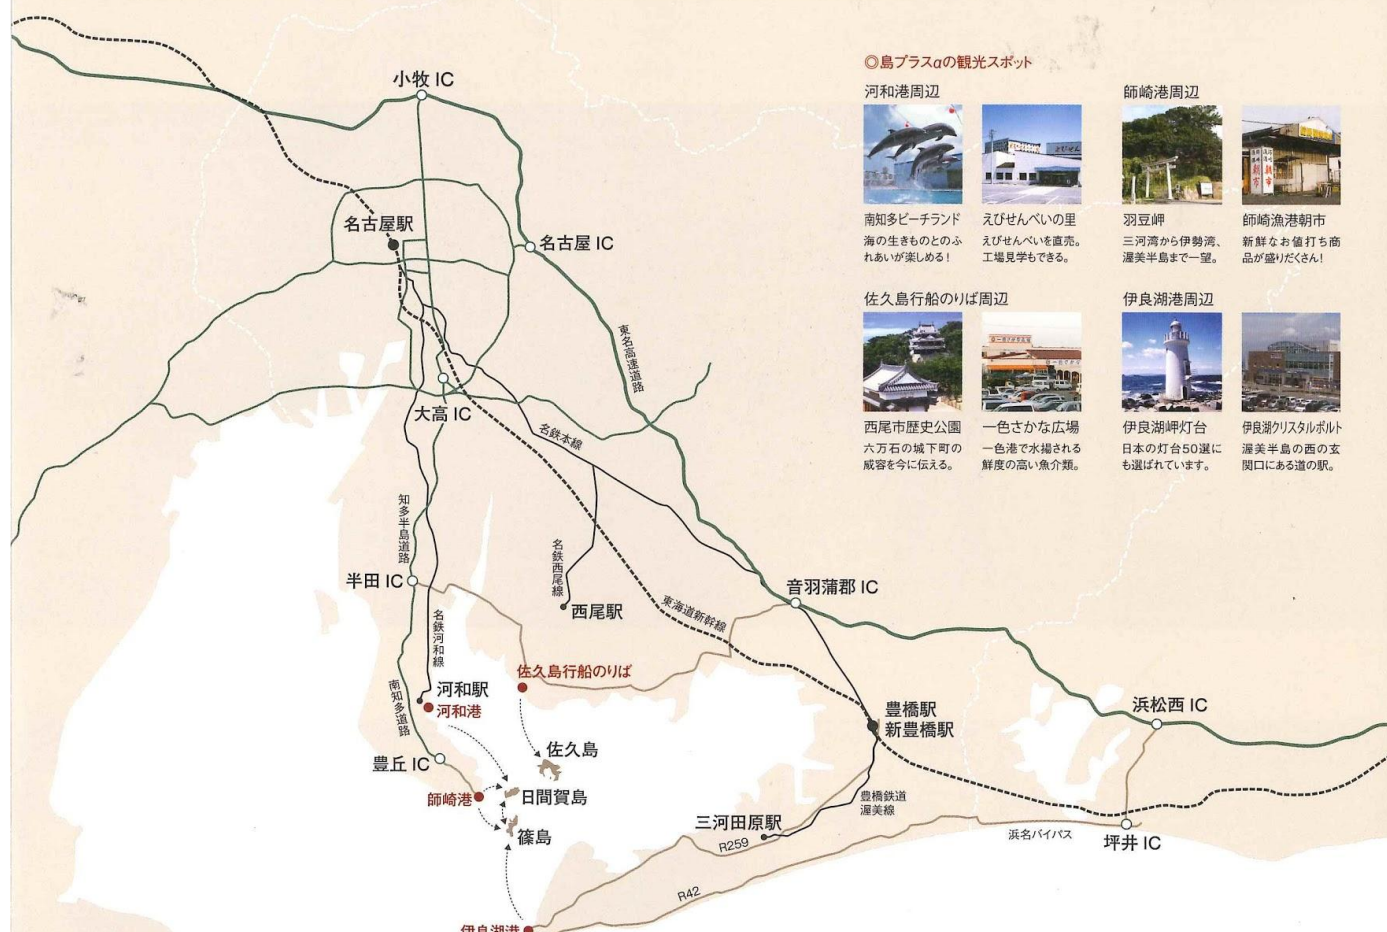 ◎島プラスαの観光スポット
河和港周辺
南知多ビーチランド
海の生きものとのふ
れあいが楽しめる！
えびせんべいの里
えびせんべいを直売。
工場見学もできる。
師崎港周辺
羽豆岬
三河湾から伊勢湾、
渥美半島まで一望。
師崎漁港朝市
新鮮なお値打ち商
品が盛りだくさん！
佐久島行船のりば周辺
西尾市歴史公園
六万石の城下町の
威容を今に伝える。
一色さかな広場
一色港で水揚される
鮮度の高い魚介類。
伊良湖港周辺
伊良湖岬灯台
日本の灯台50選に
も選ばれています。
伊良湖クリスタルポルト
渥美半島の西の玄
関口にある道の駅。
小牧 IC
名古屋駅
名古屋 IC
東名高速道路
大高 IC
名鉄本線
知多半島道路
名鉄西尾線
半田 IC
西尾駅
音羽蒲郡 IC
東海道新幹線
名鉄河和線
佐久島行船のりば
河和駅
河和港
南知多道路
豊橋駅
新豊橋駅
浜松西 IC
佐久島
豊丘 IC
師崎港
日間賀島
豊橋鉄道
渥美線
篠島
三河田原駅
R259
浜名バイパス
坪井 IC
R42
伊良湖港